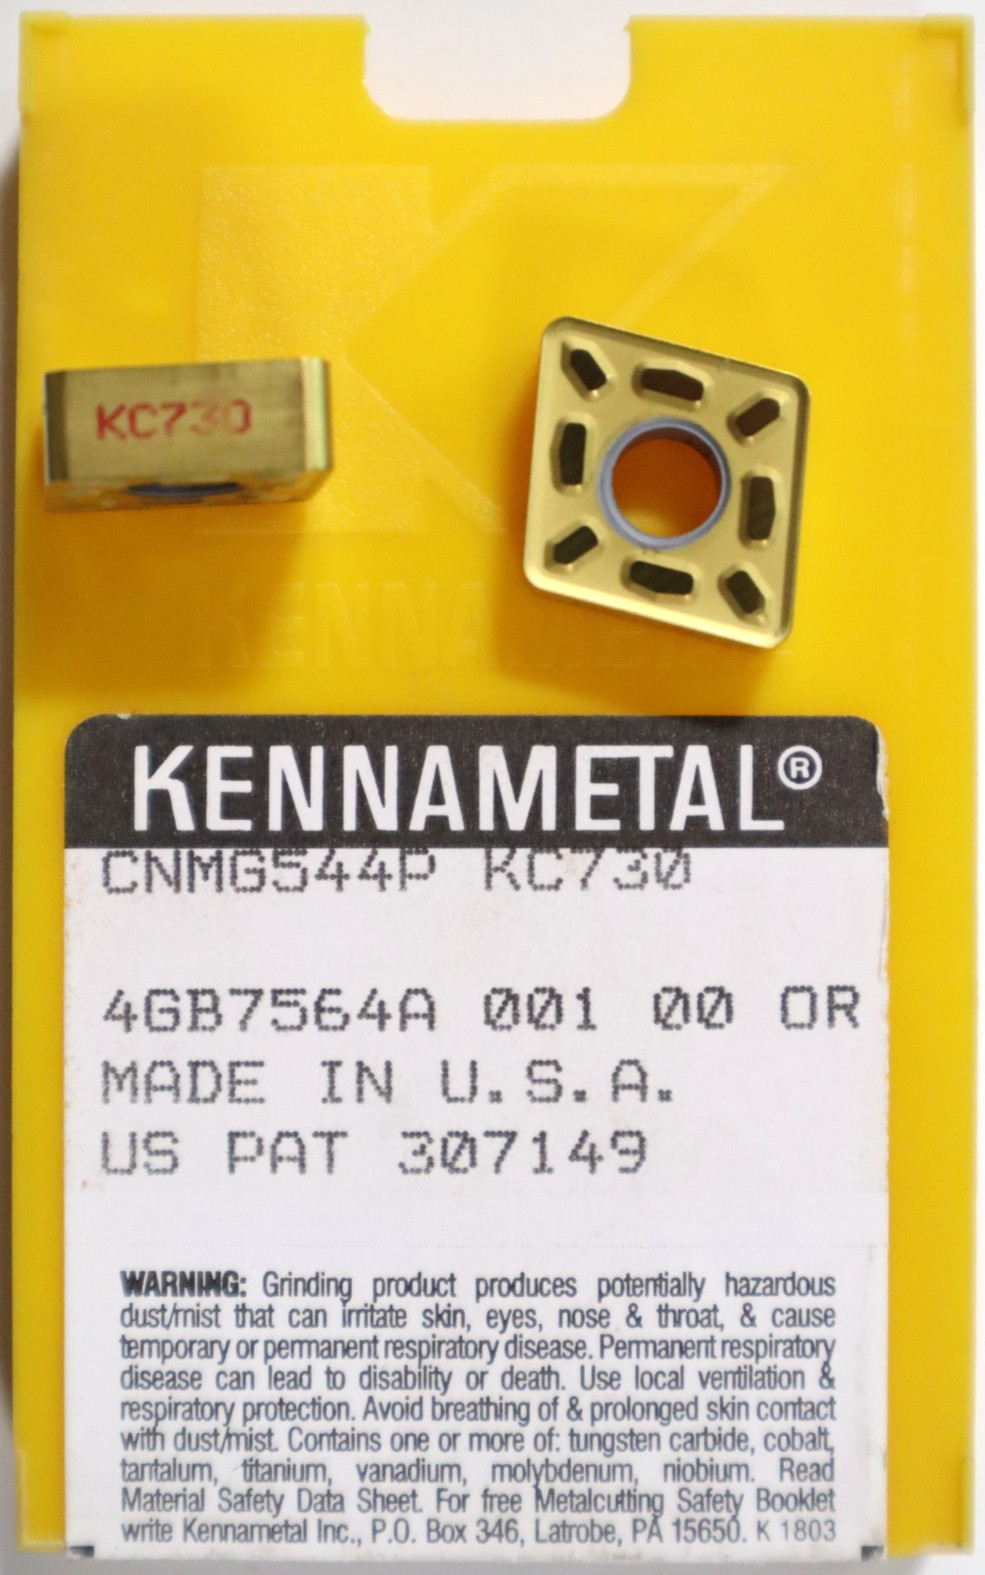 KC730
KENNAMETAL
KENNAMETAL®
CNMG544P KC730
4GB7564A 001 00 OR
MADE IN U.S.A.
US PAT 307149
WARNING: Grinding product produces potentially hazardous
dust/mist that can irritate skin, eyes, nose & throat, & cause
temporary or permanent respiratory disease. Permanent respiratory
disease can lead to disability or death. Use local ventilation &
respiratory protection. Avoid breathing of & prolonged skin contact
with dust/mist. Contains one or more of: tungsten carbide, cobalt,
tantalum, titanium, vanadium, molybdenum, niobium. Read
Material Safety Data Sheet. For free Metalcutting Safety Booklet
write Kennametal Inc., P.O. Box 346, Latrobe, PA 15650. K 1803